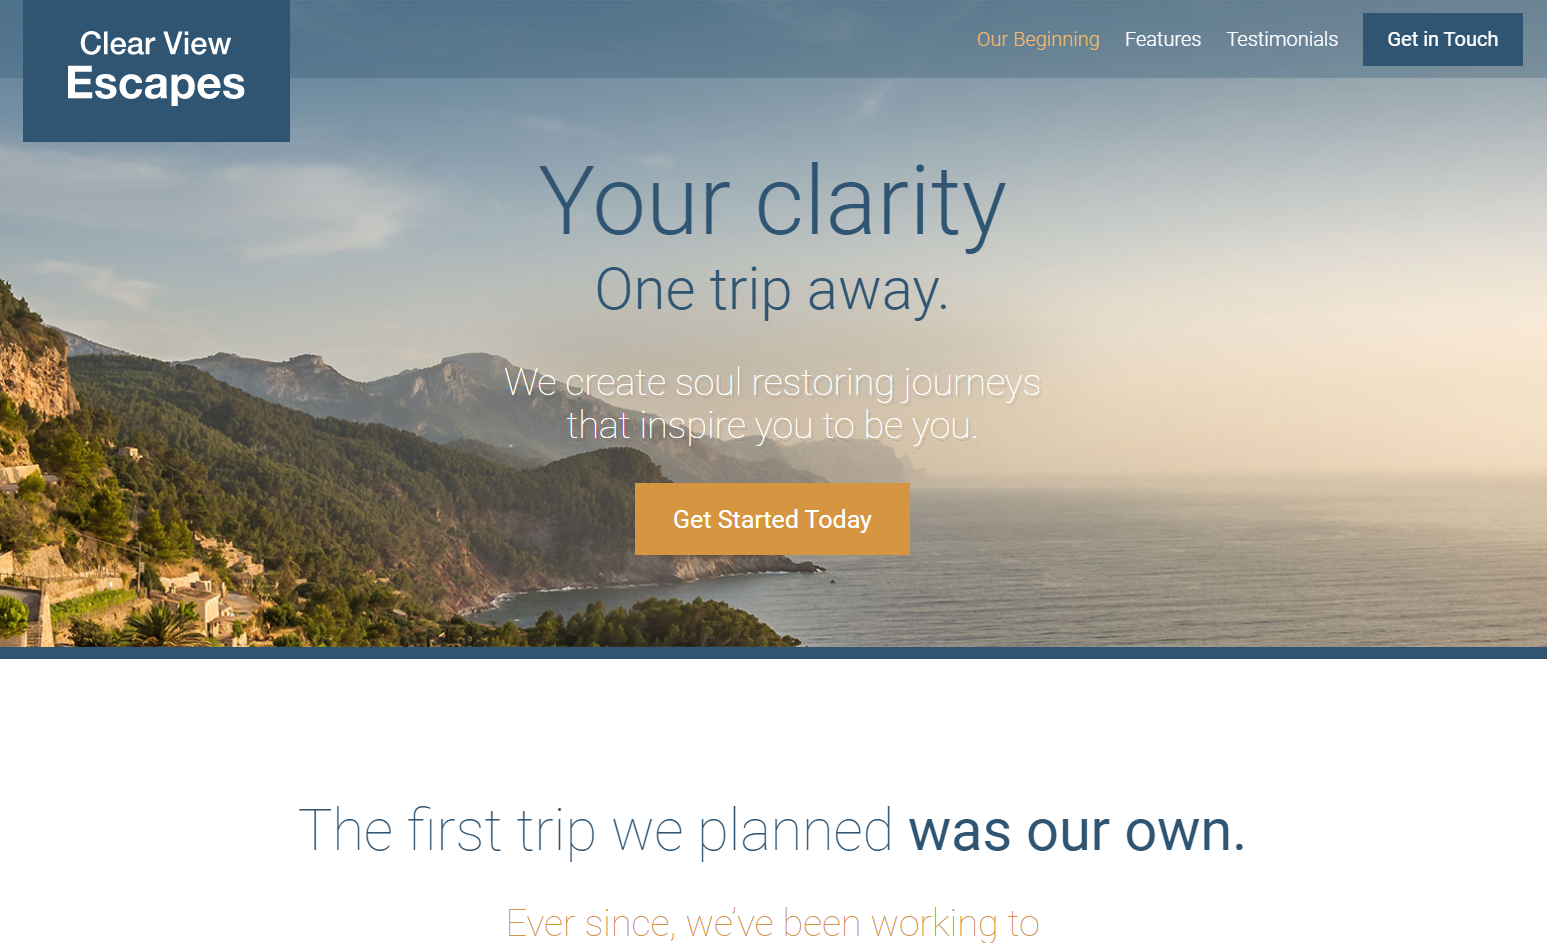 Clear View
Escapes
Our Beginning
Features
Testimonials
Get in Touch
Your clarity
One trip away.
We create soul restoring journeys
that inspire you to be you.
Get Started Today
The first trip we planned was our own.
Ever since, we’ve been working to